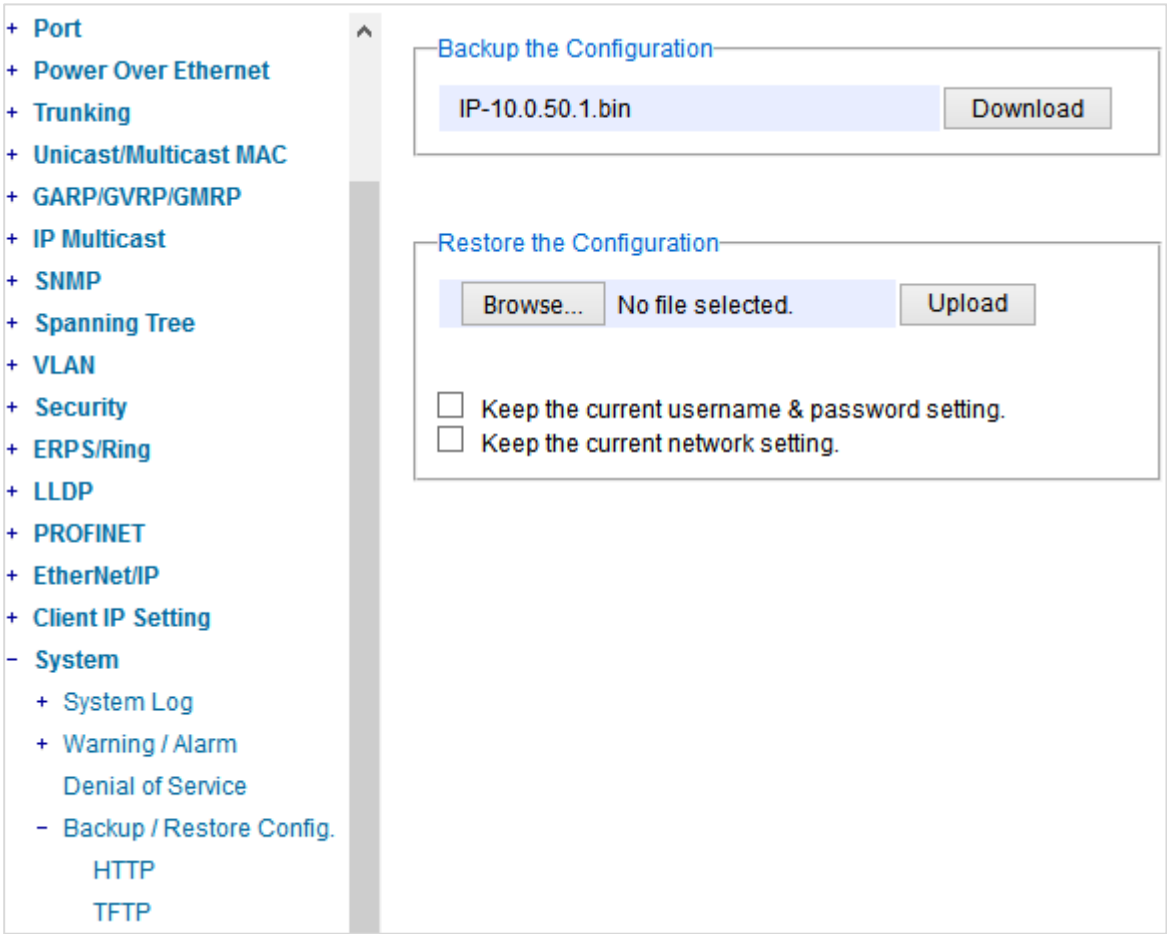 + Port
+ Power Over Ethernet
+ Trunking
+ Unicast/Multicast MAC
+ GARP/GVRP/GMRP
+ IP Multicast
+ SNMP
+ Spanning Tree
+ VLAN
+ Security
+ ERPS/Ring
+ LLDP
+ PROFINET
+ EtherNet/IP
+ Client IP Setting
- System
+ System Log
+ Warning / Alarm
Denial of Service
- Backup / Restore Config.
HTTP
TFTP
Backup the Configuration
IP-10.0.50.1.bin Download
Restore the Configuration
Browse... No file selected. Upload
Keep the current username & password setting.
Keep the current network setting.